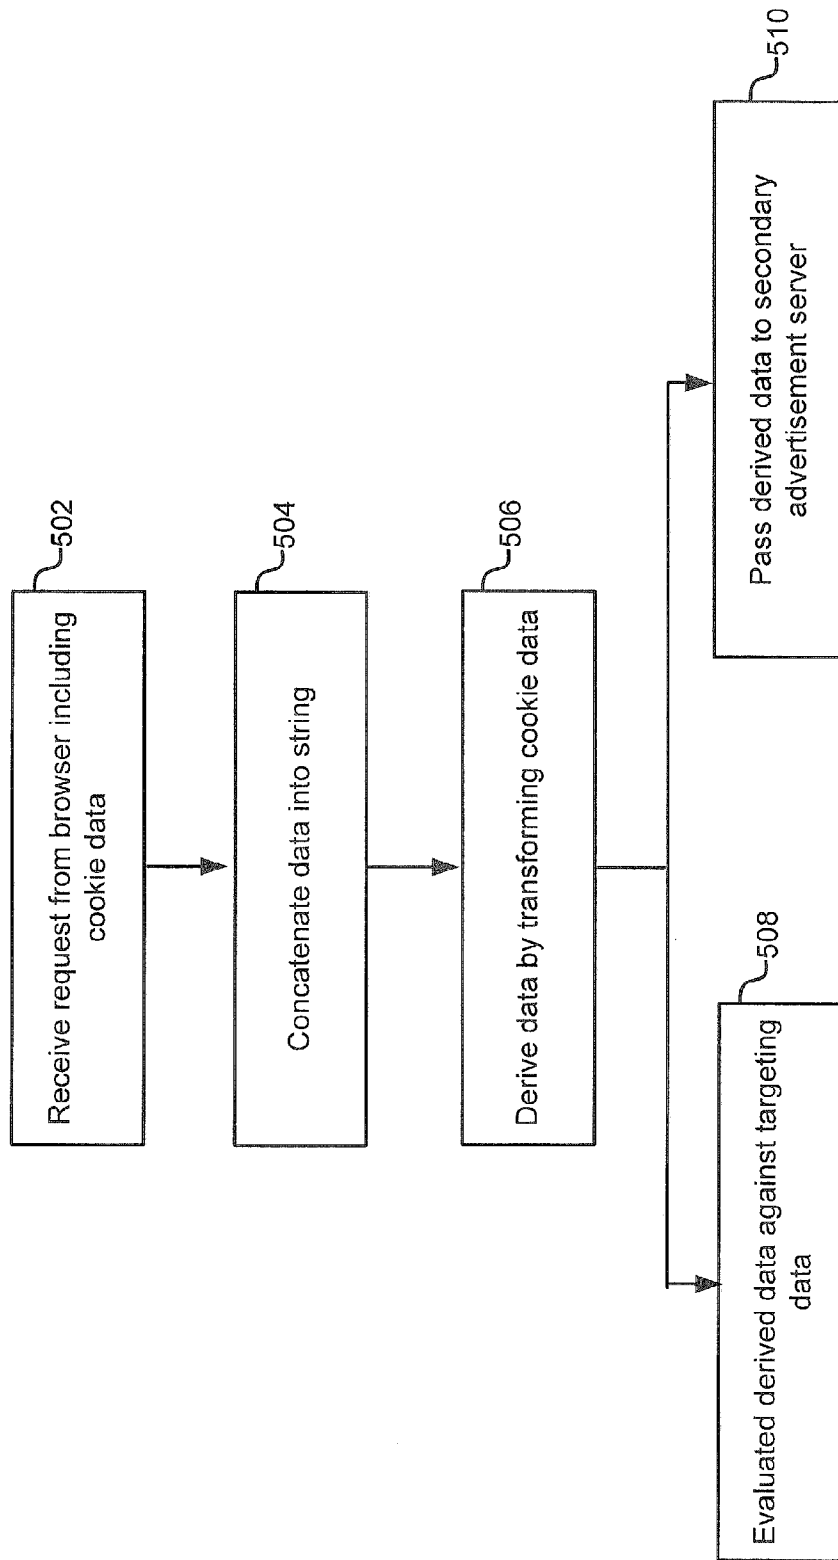 502
Receive request from browser including
cookie data
504
Concatenate data into string
506
Derive data by transforming cookie data
508
Evaluated derived data against targeting
data
510
Pass derived data to secondary
advertisement server